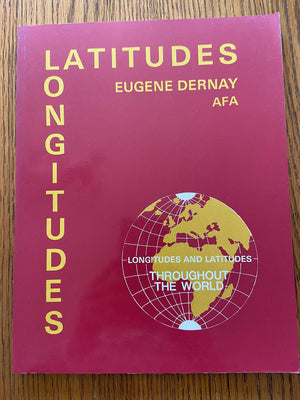 LATITUDES
LONGITUDES
EUGENE DERNAY
AFA
LONGITUDES AND LATITUDES
THROUGHOUT
THE WORLD